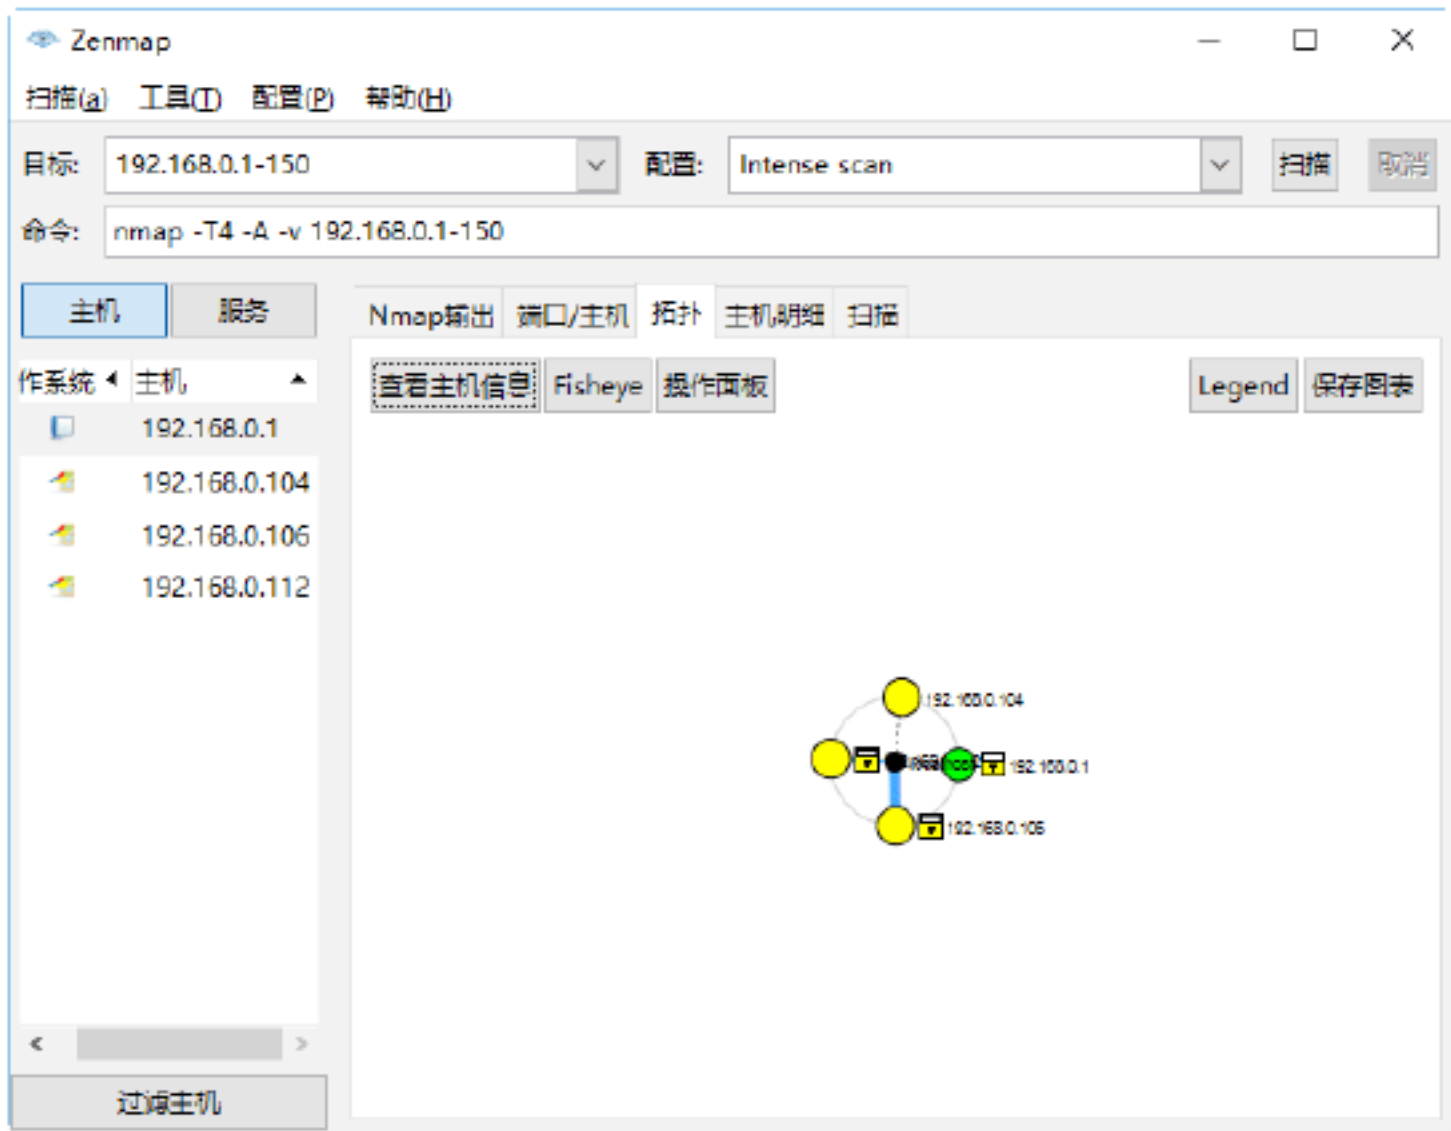 Zenmap
扫描(a) 工具(T) 配置(P) 帮助(H)
目标: 192.168.0.1-150 配置: Intense scan 扫描 取消
命令: nmap -T4 -A -v 192.168.0.1-150
主机 服务
Nmap输出 端口/主机 拓扑 主机明细 扫描
作系统 主机
查看主机信息 Fisheye 操作面板 Legend 保存图表
192.168.0.1
192.168.0.104
192.168.0.106
192.168.0.112
192.168.0.104
192.168.0.1
192.168.0.106
过滤主机